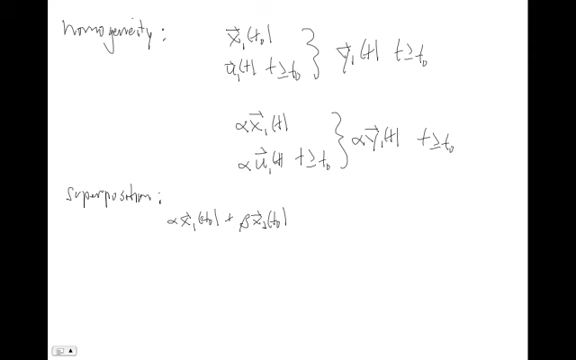 homogeneity: x⃗₁(t₀)
u⃗₁(t) t≥t₀ } y⃗₁(t) t≥t₀
αx⃗₁(t)
αu⃗₁(t) t≥t₀ } αy⃗₁(t) t≥t₀
superposition:
αx⃗₁(t₀) + βx⃗₂(t₀)